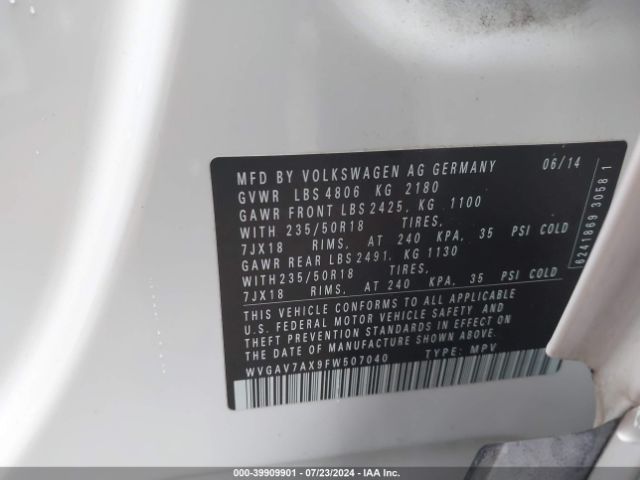 MFD BY VOLKSWAGEN AG GERMANY 06/14
GVWR LBS 4806 KG 2180
GAWR FRONT LBS 2425, KG 1100
WITH 235/50R18 TIRES,
7JX18 RIMS, AT 240 KPA, 35 PSI COLD
GAWR REAR LBS 2491, KG 1130
WITH 235/50R18 TIRES,
7JX18 RIMS, AT 240 KPA, 35 PSI COLD
THIS VEHICLE CONFORMS TO ALL APPLICABLE
U.S. FEDERAL MOTOR VEHICLE SAFETY AND
THEFT PREVENTION STANDARDS IN EFFECT ON
THE DATE OF MANUFACTURE SHOWN ABOVE
WVGAV7AX9FW507040 TYPE: MPV
6241869 30581
000-39909901 / 07/23/2024 / IAA Inc.